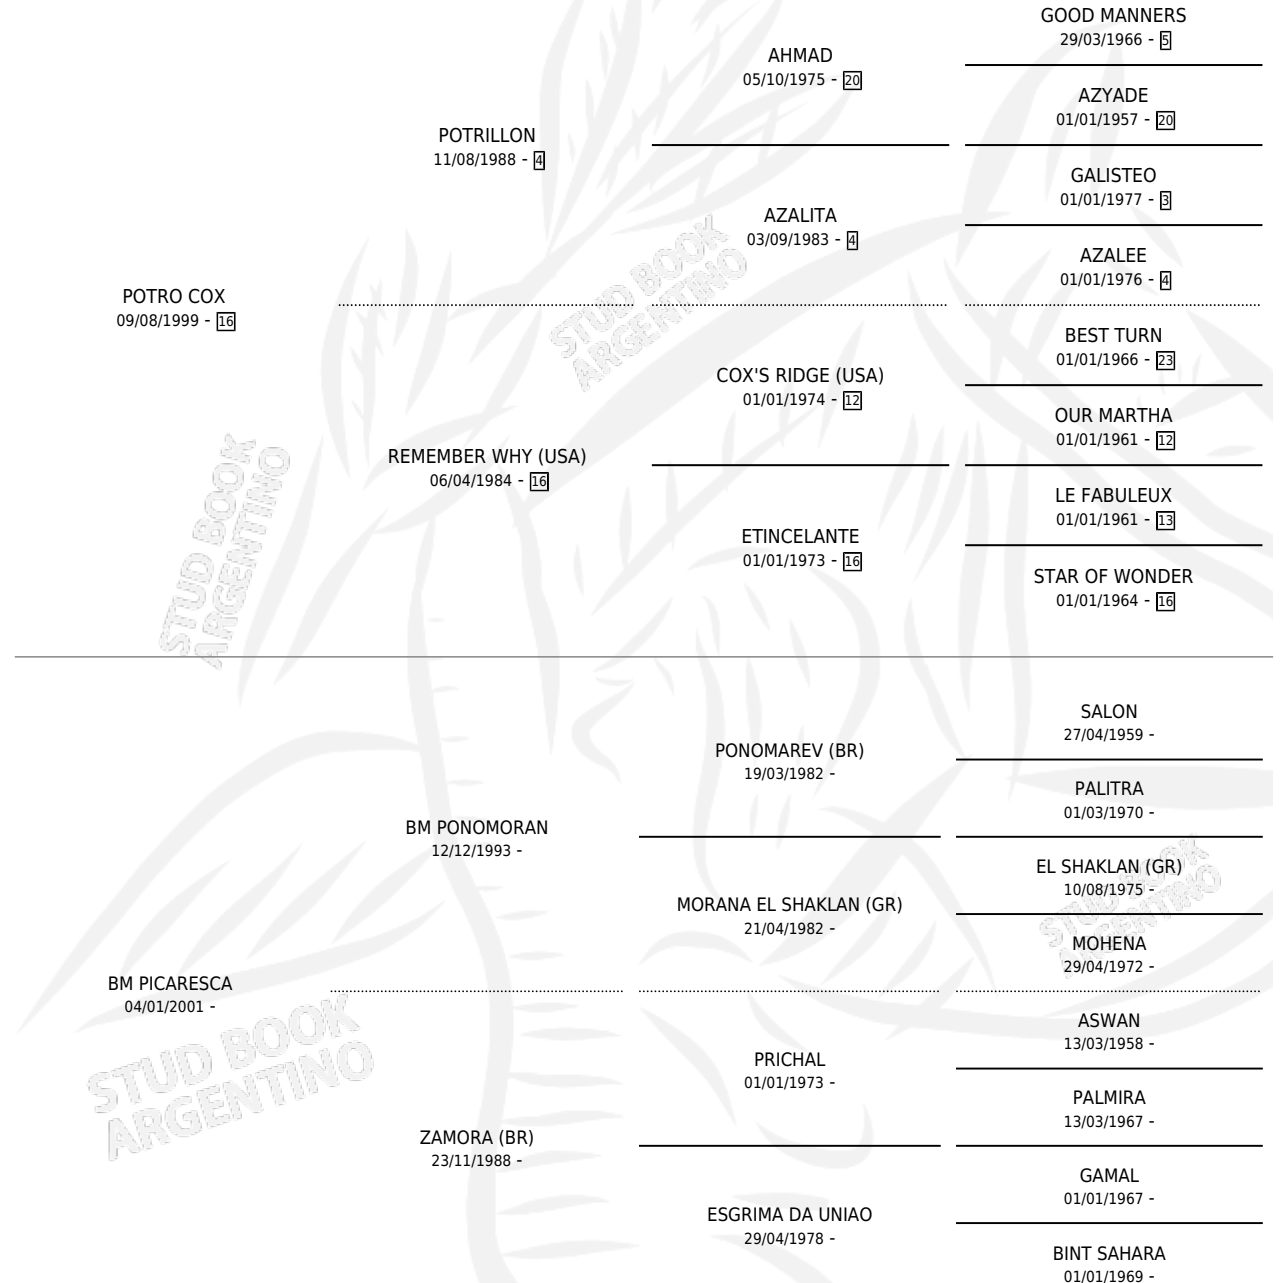 GOOD MANNERS
29/03/1966 - 5
AHMAD
05/10/1975 - 20
AZYADE
01/01/1957 - 20
POTRILLON
11/08/1988 - 4
GALISTEO
01/01/1977 - 3
AZALITA
03/09/1983 - 4
AZALEE
01/01/1976 - 4
POTRO COX
09/08/1999 - 16
BEST TURN
01/01/1966 - 23
COX'S RIDGE (USA)
01/01/1974 - 12
OUR MARTHA
01/01/1961 - 12
REMEMBER WHY (USA)
06/04/1984 - 16
LE FABULEUX
01/01/1961 - 13
ETINCELANTE
01/01/1973 - 16
STAR OF WONDER
01/01/1964 - 16
STUD BOOK
ARGENTINO
STUD BOOK
ARGENTINO
SALON
27/04/1959 -
PONOMAREV (BR)
19/03/1982 -
PALITRA
01/03/1970 -
BM PONOMORAN
12/12/1993 -
EL SHAKLAN (GR)
10/08/1975 -
MORANA EL SHAKLAN (GR)
21/04/1982 -
MOHENA
29/04/1972 -
STUD BOOK
ARGENTINO
BM PICARESCA
04/01/2001 -
ASWAN
13/03/1958 -
PRICHAL
01/01/1973 -
PALMIRA
13/03/1967 -
STUD BOOK
ARGENTINO
ZAMORA (BR)
23/11/1988 -
GAMAL
01/01/1967 -
ESGRIMA DA UNIAO
29/04/1978 -
BINT SAHARA
01/01/1969 -